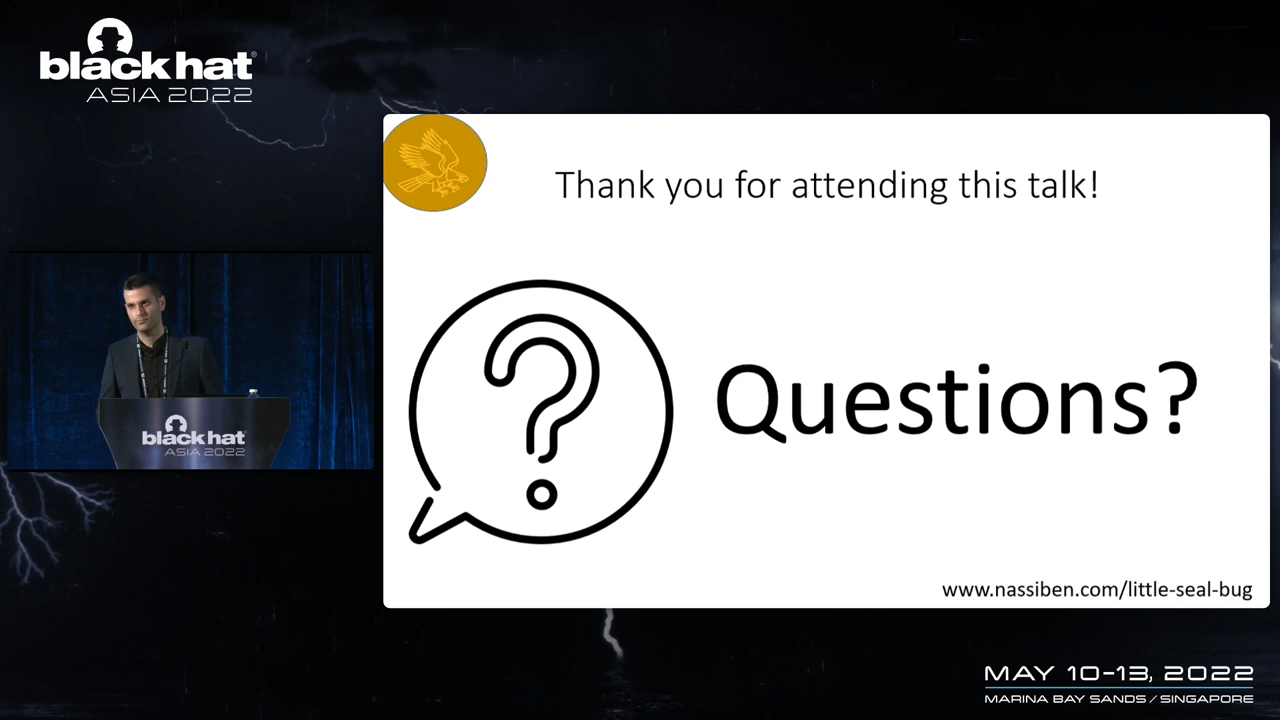 black hat®
ASIA 2022
Thank you for attending this talk!
Questions?
www.nassiben.com/little-seal-bug
black hat
ASIA 2022
MAY 10-13, 2022
MARINA BAY SANDS / SINGAPORE